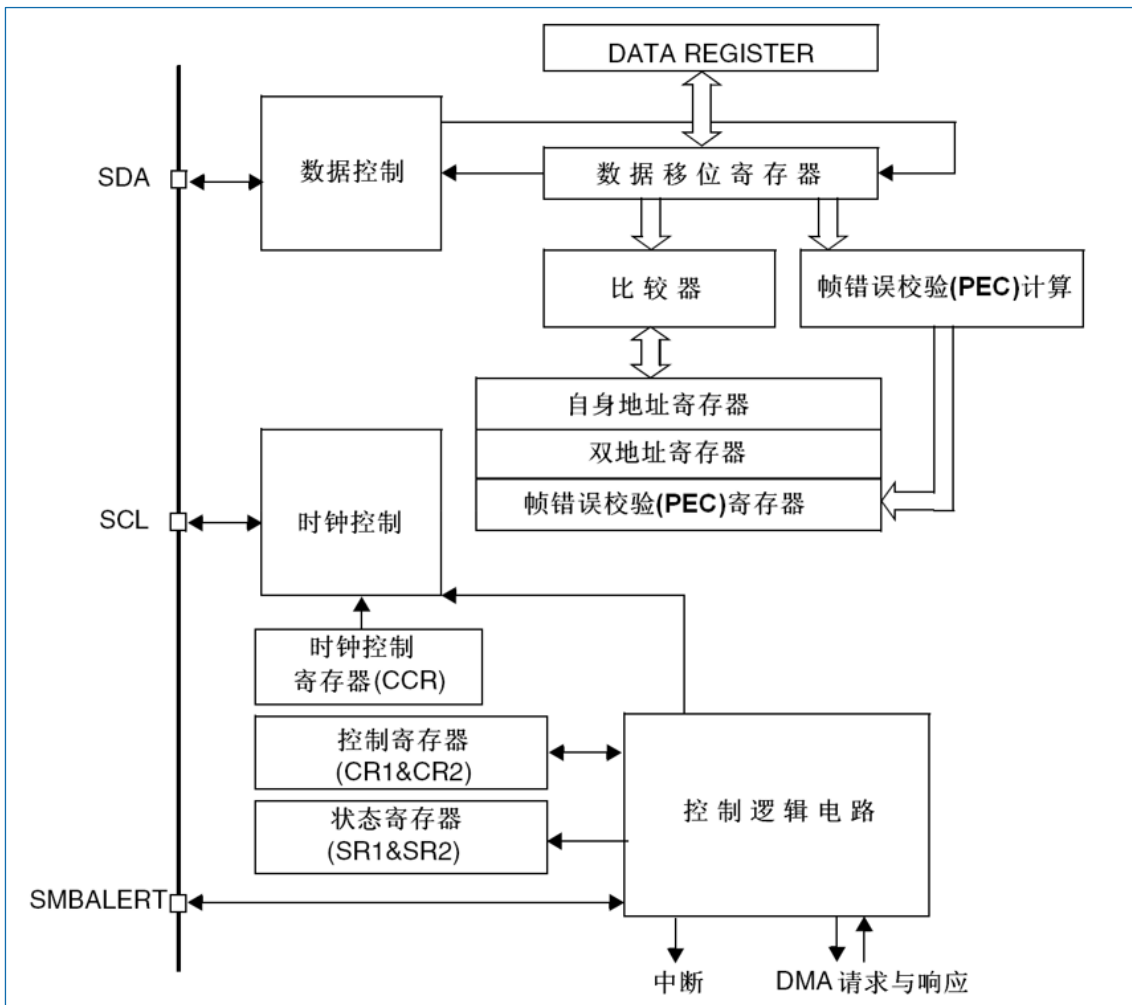 DATA REGISTER
SDA
数据控制
数据移位寄存器
比较器
帧错误校验(PEC)计算
自身地址寄存器
双地址寄存器
帧错误校验(PEC)寄存器
SCL
时钟控制
时钟控制
寄存器(CCR)
控制寄存器
(CR1&CR2)
状态寄存器
(SR1&SR2)
控制逻辑电路
SMBALERT
中断
DMA 请求与响应